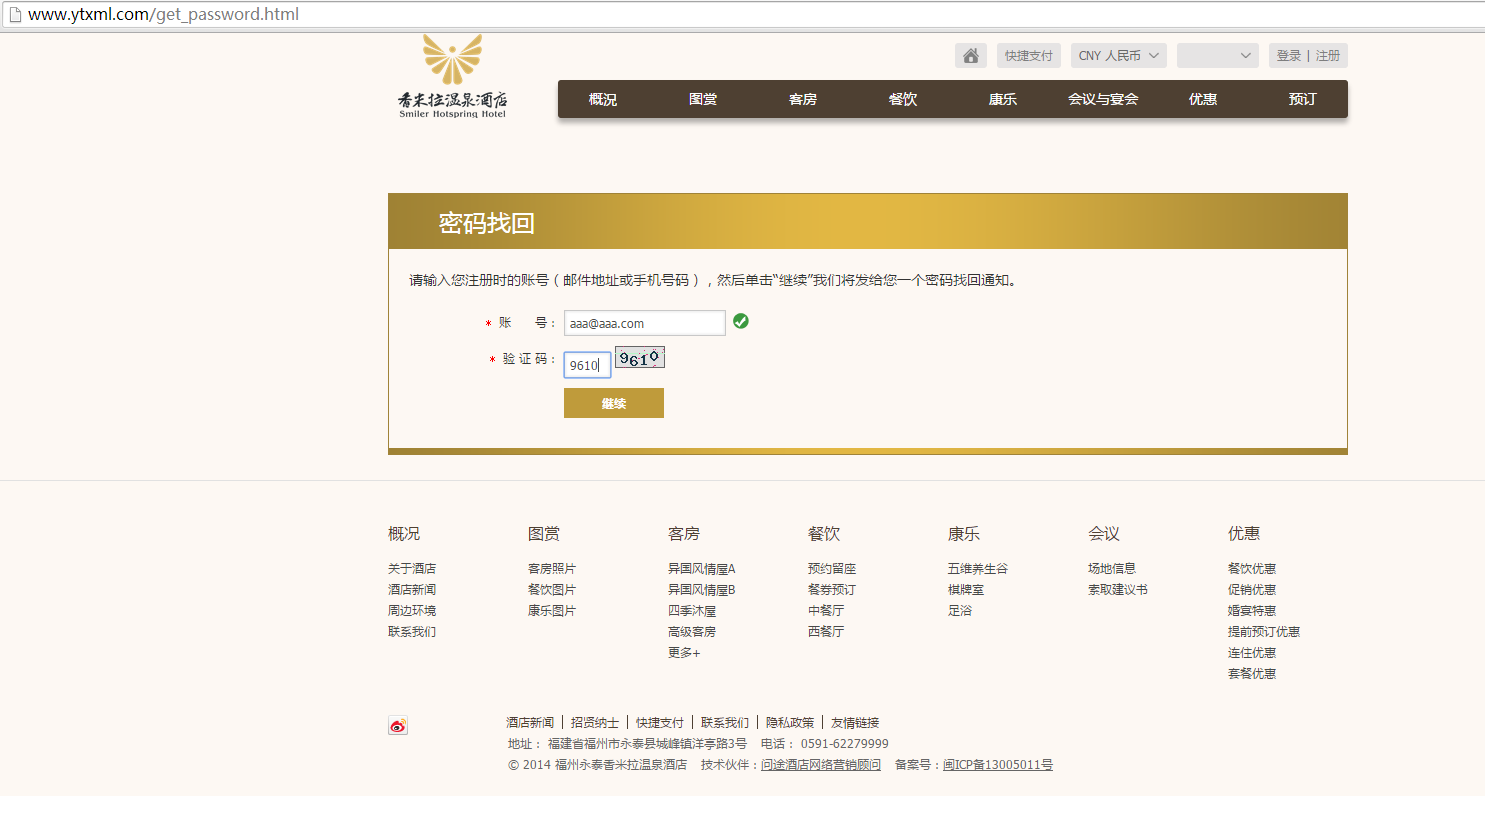 www.ytxml.com/get_password.html
快捷支付 CNY 人民币 登录 | 注册
香米拉温泉酒店
Smiler Hotspring Hotel
概况 图赏 客房 餐饮 康乐 会议与宴会 优惠 预订
密码找回
请输入您注册时的账号（邮件地址或手机号码），然后单击“继续”我们将发给您一个密码找回通知。
* 账 号： aaa@aaa.com
* 验 证 码： 9610 9610
继续
概况 图赏 客房 餐饮 康乐 会议 优惠
关于酒店 客房照片 异国风情屋A 预约留座 五维养生谷 场地信息 餐饮优惠
酒店新闻 餐饮图片 异国风情屋B 餐券预订 棋牌室 索取建议书 促销优惠
周边环境 康乐图片 四季沐屋 中餐厅 足浴 婚宴特惠
联系我们 高级客房 西餐厅 提前预订优惠
更多+ 连住优惠
套餐优惠
酒店新闻 | 招贤纳士 | 快捷支付 | 联系我们 | 隐私政策 | 友情链接
地址： 福建省福州市永泰县城峰镇洋亭路3号 电话： 0591-62279999
© 2014 福州永泰香米拉温泉酒店 技术伙伴：问途酒店网络营销顾问 备案号：闽ICP备13005011号